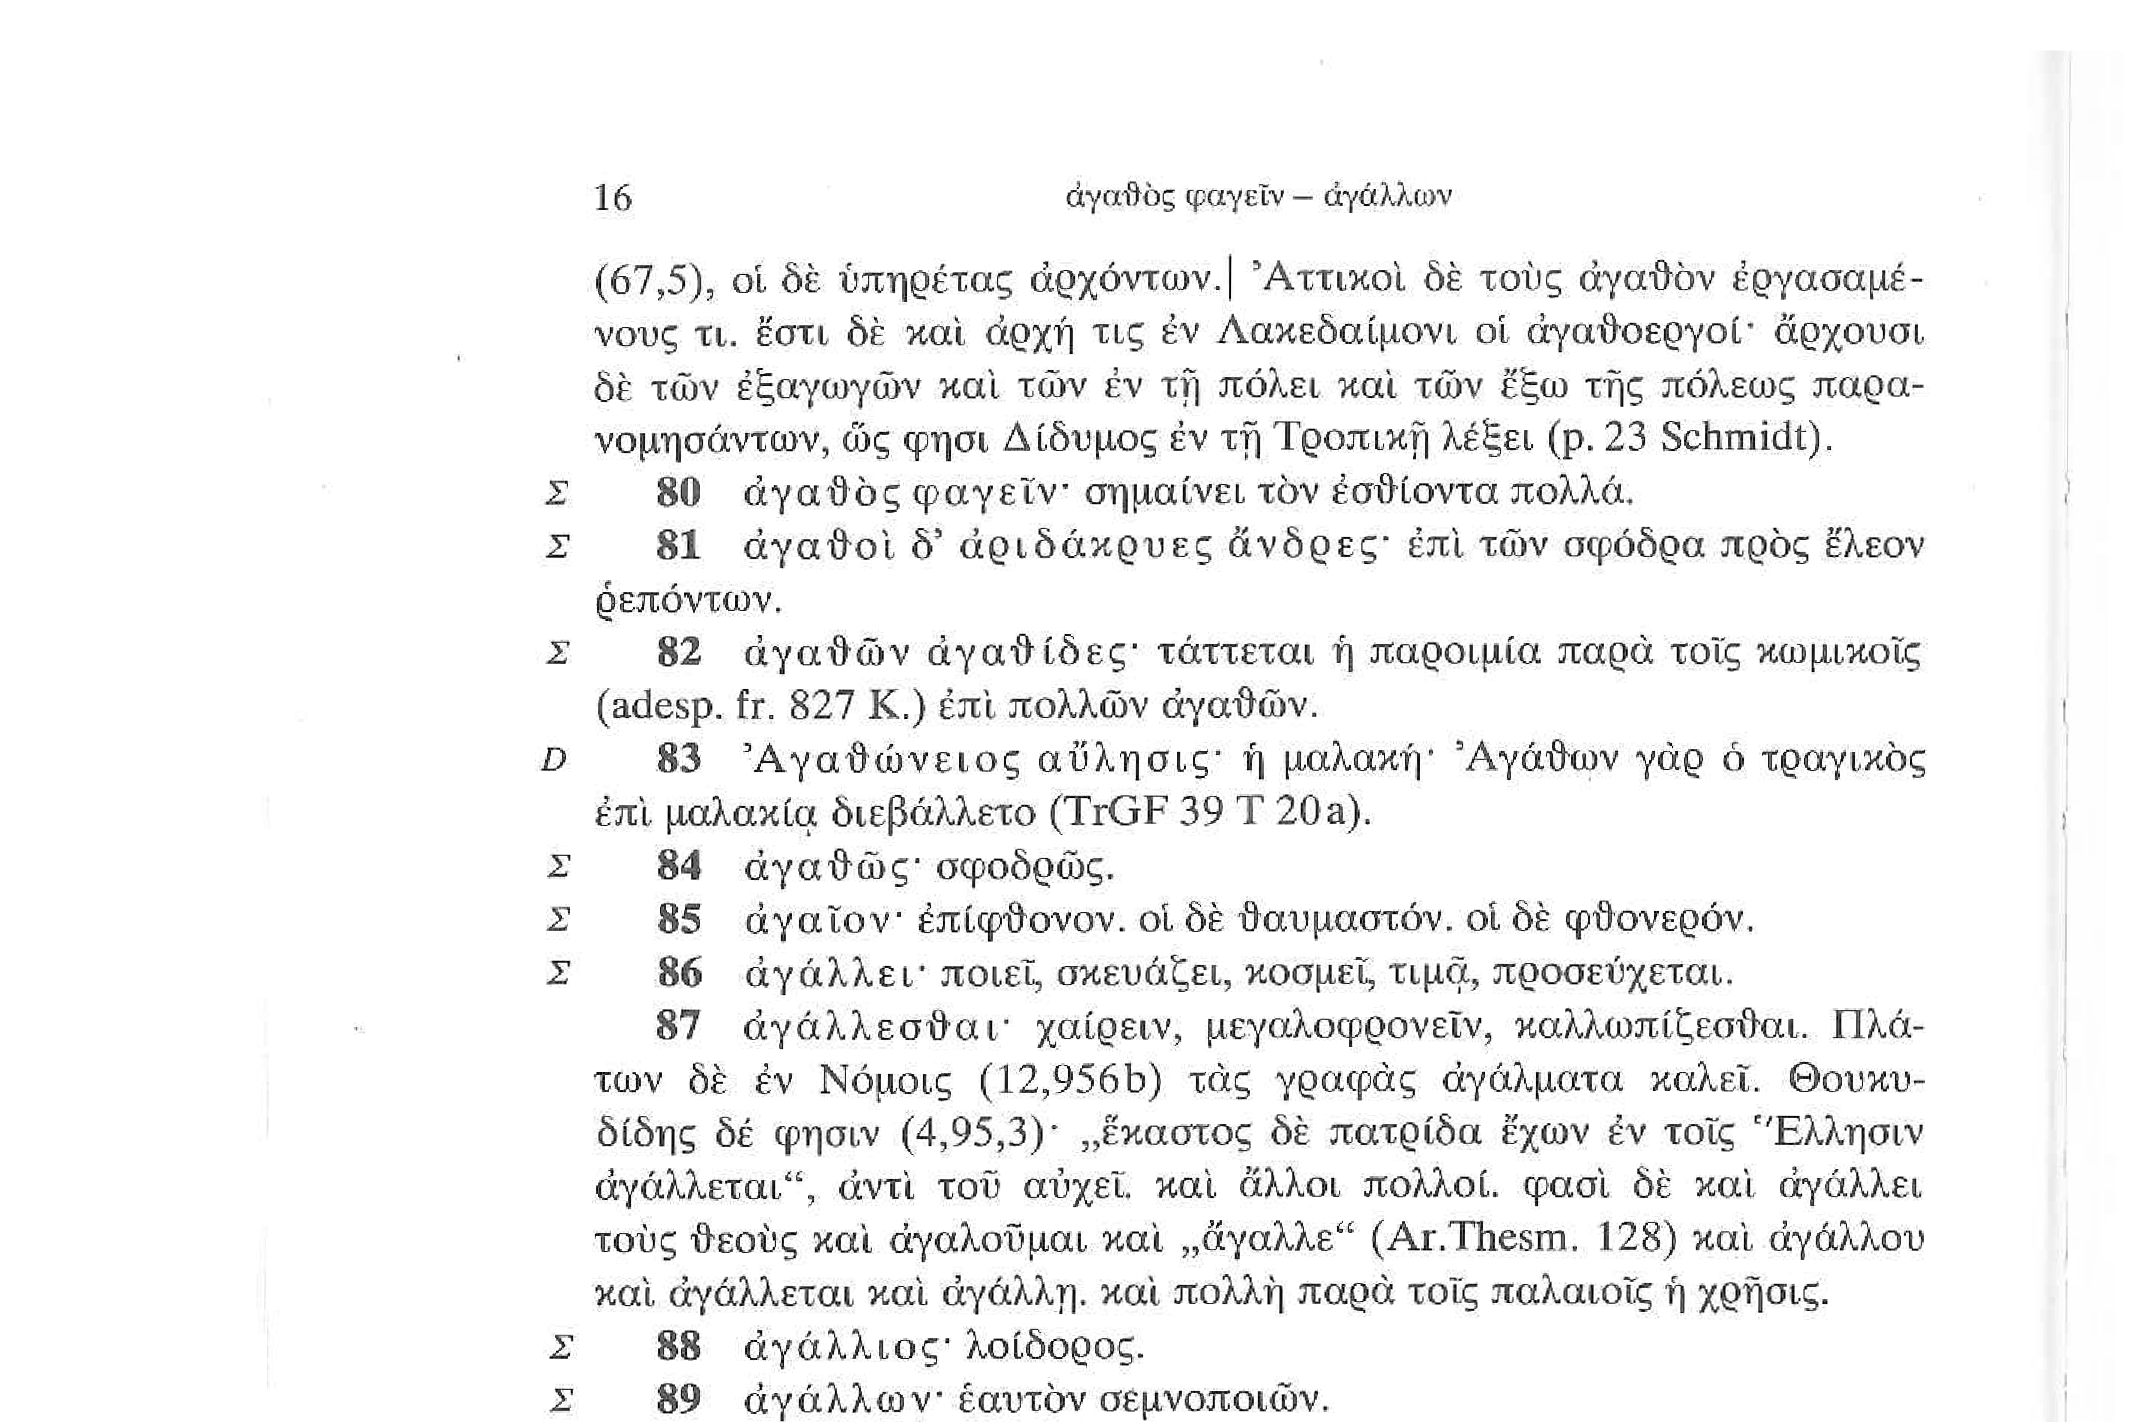 16 ἀγαθὸς φαγεῖν – ἀγάλλων
(67,5), οἱ δὲ ὑπηρέτας ἀρχόντων.| Ἀττικοὶ δὲ τοὺς ἀγαθὸν ἐργασαμέ-
νους τι. ἔστι δὲ καὶ ἀρχή τις ἐν Λακεδαίμονι οἱ ἀγαθοεργοί· ἄρχουσι
δὲ τῶν ἐξαγωγῶν καὶ τῶν ἐν τῇ πόλει καὶ τῶν ἔξω τῆς πόλεως παρα-
νομησάντων, ὥς φησι Δίδυμος ἐν τῇ Τροπικῇ λέξει (p. 23 Schmidt).
Σ 80 ἀγαθὸς φαγεῖν· σημαίνει τὸν ἐσθίοντα πολλά.
Σ 81 ἀγαθοὶ δ’ ἀριδάκρυες ἄνδρες· ἐπὶ τῶν σφόδρα πρὸς ἔλεον
ῥεπόντων.
Σ 82 ἀγαθῶν ἀγαθίδες· τάττεται ἡ παροιμία παρὰ τοῖς κωμικοῖς
(adesp. fr. 827 K.) ἐπὶ πολλῶν ἀγαθῶν.
D 83 Ἀγαθώνειος αὔλησις· ἡ μαλακή· Ἀγάθων γὰρ ὁ τραγικὸς
ἐπὶ μαλακίᾳ διεβάλλετο (TrGF 39 T 20a).
Σ 84 ἀγαθῶς· σφοδρῶς.
Σ 85 ἀγαῖον· ἐπίφθονον. οἱ δὲ θαυμαστόν. οἱ δὲ φθονερόν.
Σ 86 ἀγάλλει· ποιεῖ, σκευάζει, κοσμεῖ, τιμᾷ, προσεύχεται.
87 ἀγάλλεσθαι· χαίρειν, μεγαλοφρονεῖν, καλλωπίζεσθαι. Πλά-
των δὲ ἐν Νόμοις (12,956b) τὰς γραφὰς ἀγάλματα καλεῖ. Θουκυ-
δίδης δέ φησιν (4,95,3)· „ἕκαστος δὲ πατρίδα ἔχων ἐν τοῖς Ἕλλησιν
ἀγάλλεται“, ἀντὶ τοῦ αὐχεῖ. καὶ ἄλλοι πολλοί. φασὶ δὲ καὶ ἀγάλλει
τοὺς θεοὺς καὶ ἀγαλοῦμαι καὶ „ἄγαλλε“ (Ar.Thesm. 128) καὶ ἀγάλλου
καὶ ἀγάλλεται καὶ ἀγάλλῃ. καὶ πολλὴ παρὰ τοῖς παλαιοῖς ἡ χρῆσις.
Σ 88 ἀγάλλιος· λοίδορος.
Σ 89 ἀγάλλων· ἑαυτὸν σεμνοποιῶν.